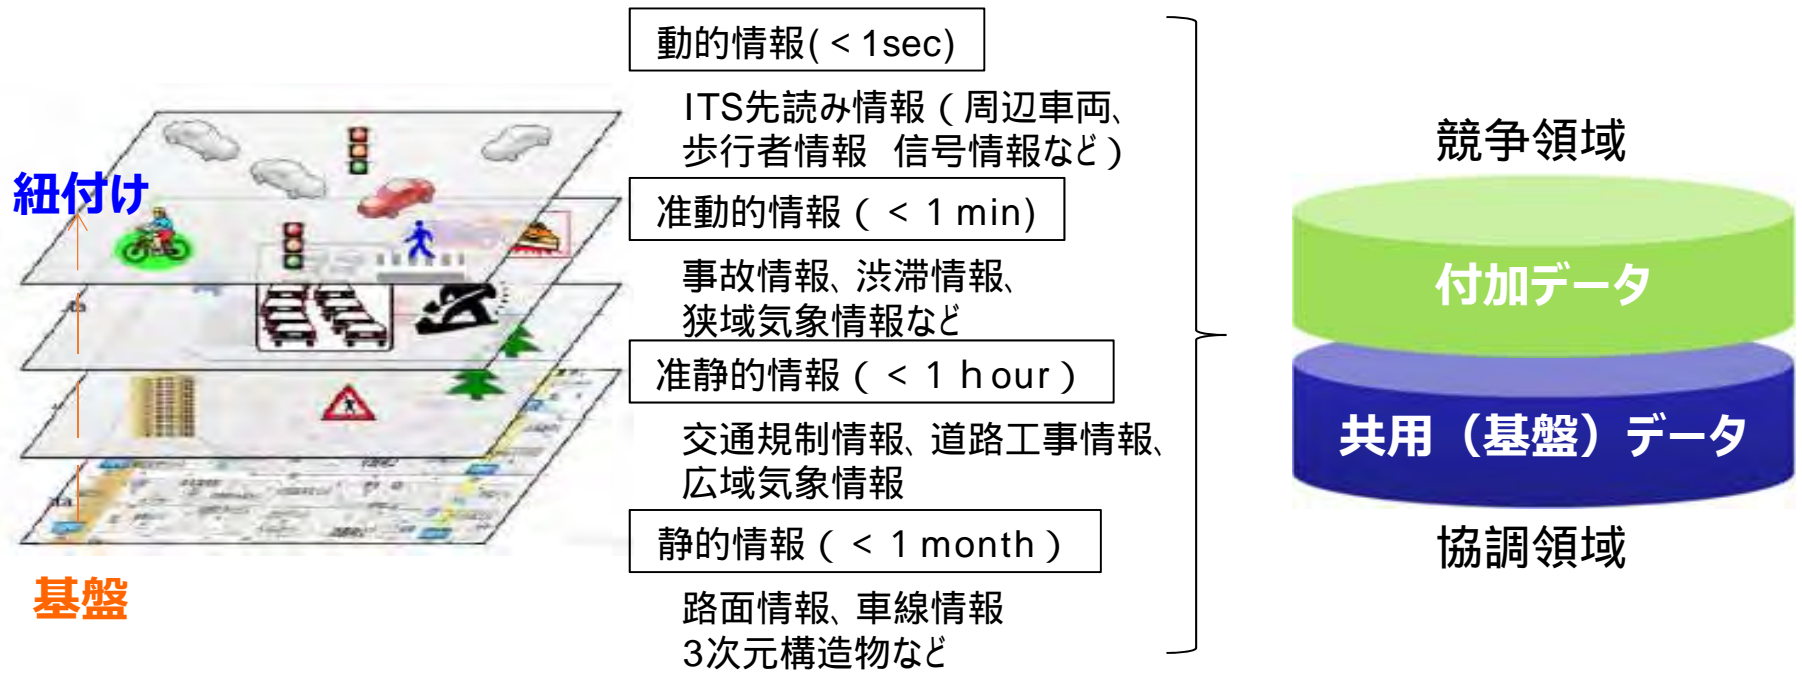 動的情報(<1sec)
ITS先読み情報(周辺車両、
歩行者情報 信号情報など)
准動的情報(<1 min)
事故情報、渋滞情報、
狭域気象情報など
准静的情報(<1 hour)
交通規制情報、道路工事情報、
広域気象情報
静的情報(<1 month)
路面情報、車線情報
3次元構造物など
紐付け
基盤
競争領域
付加データ
共用(基盤)データ
協調領域